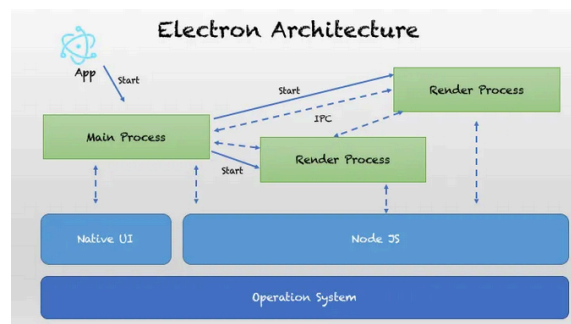 Electron Architecture
App
Start
Start
Render Process
IPC
Main Process
Render Process
Start
Native UI
Node JS
Operation System